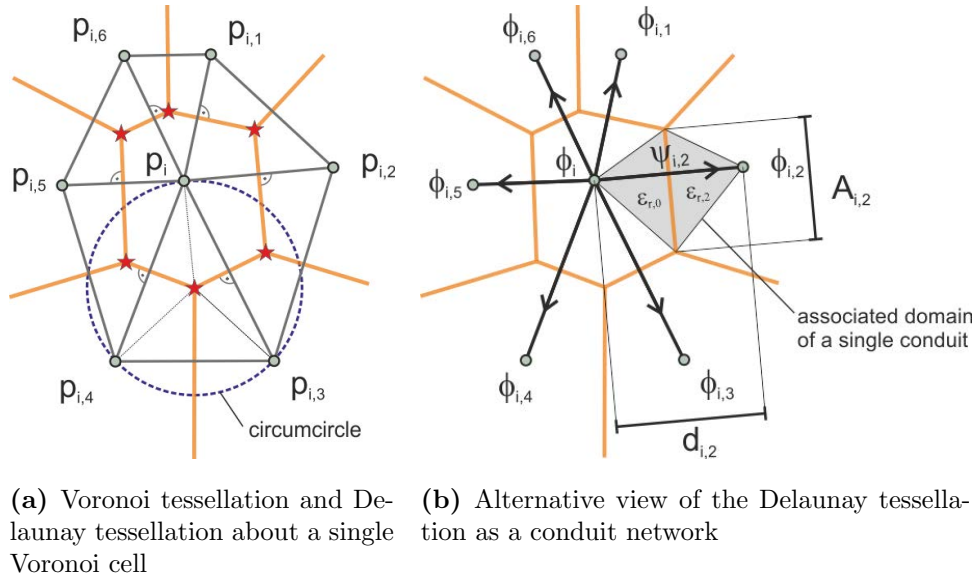 p_{i,6}
p_{i,1}
p_i
p_{i,2}
p_{i,5}
p_{i,4}
p_{i,3}
circumcircle
ϕ_{i,6}
ϕ_{i,1}
ϕ_i
ψ_{i,2}
ϕ_{i,2}
ϕ_{i,5}
ε_{r,0}
ε_{r,2}
A_{i,2}
associated domain
of a single conduit
ϕ_{i,4}
ϕ_{i,3}
d_{i,2}
(a) Voronoi tessellation and De-
launay tessellation about a single
Voronoi cell
(b) Alternative view of the Delaunay tessella-
tion as a conduit network